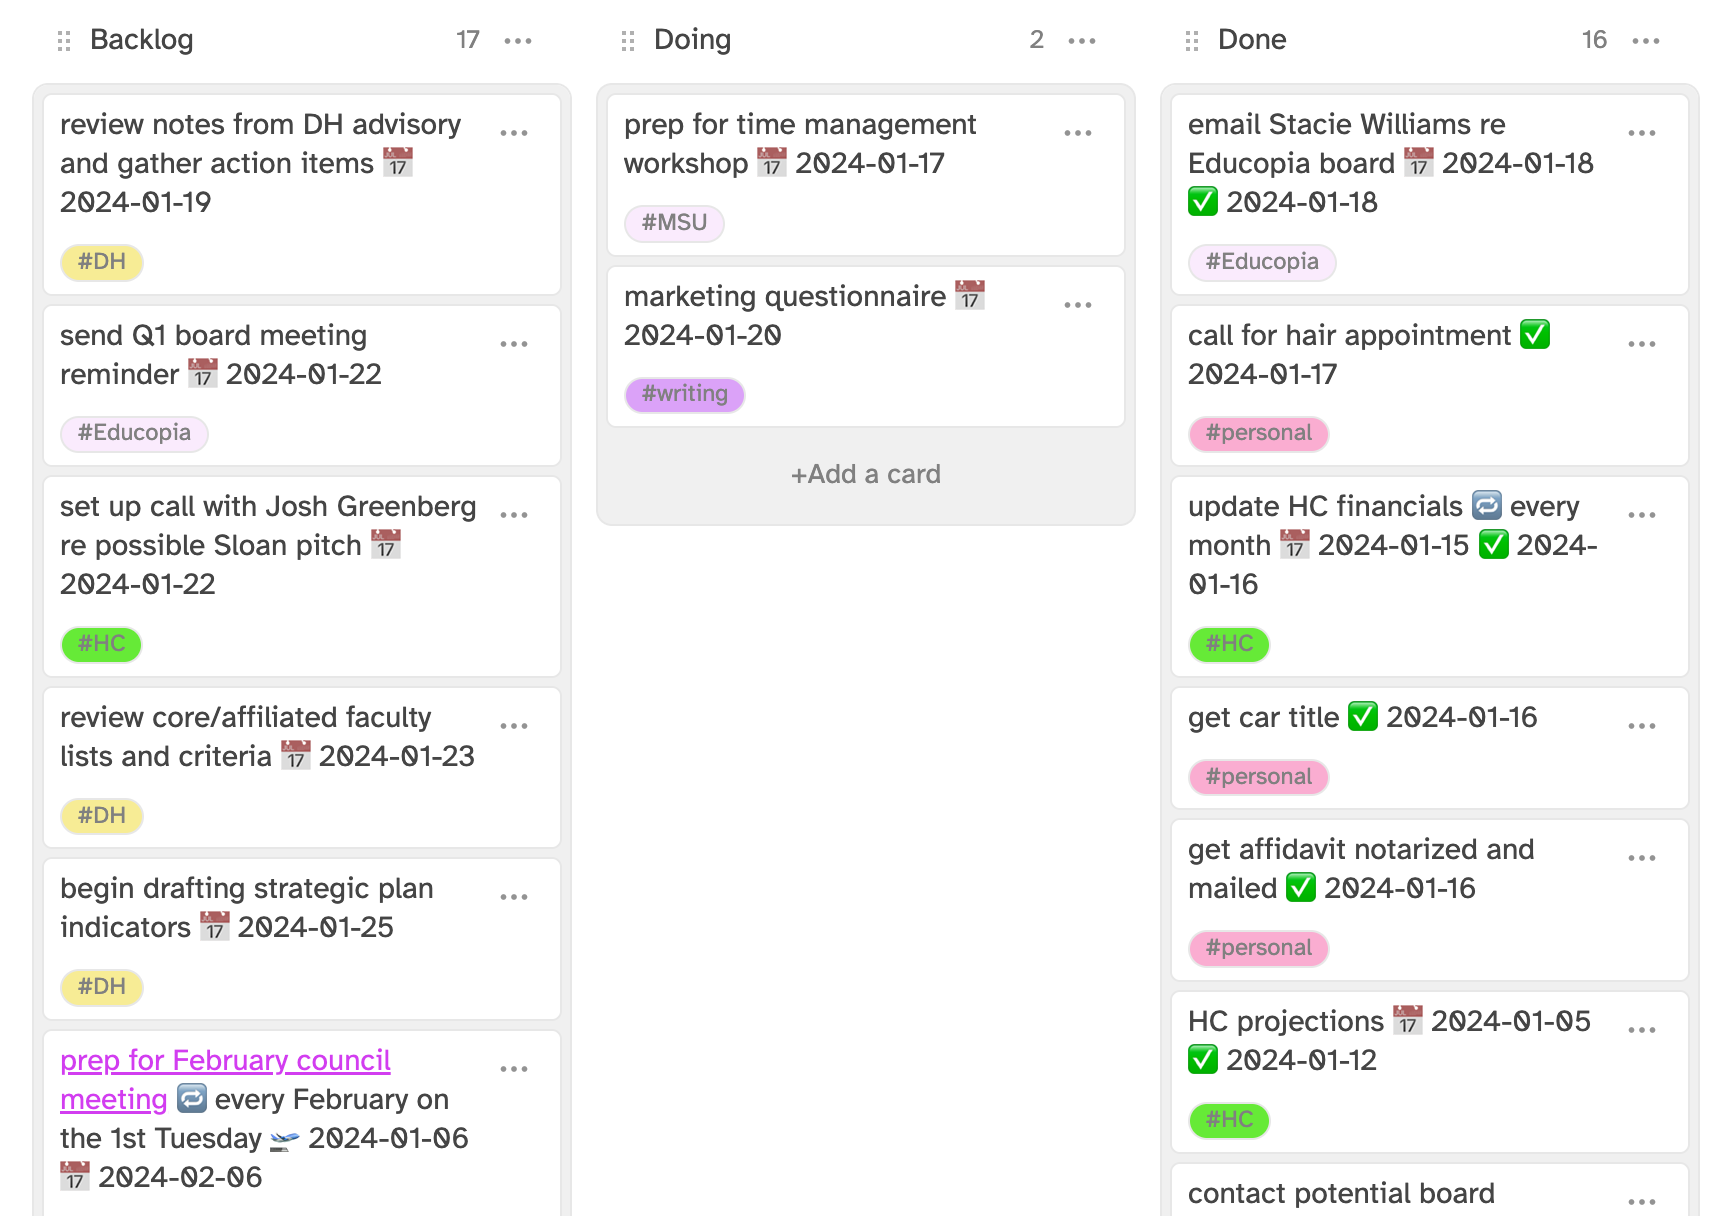 Backlog 17
review notes from DH advisory
and gather action items 📅
2024-01-19
#DH
send Q1 board meeting
reminder 📅 2024-01-22
#Educopia
set up call with Josh Greenberg
re possible Sloan pitch 📅
2024-01-22
#HC
review core/affiliated faculty
lists and criteria 📅 2024-01-23
#DH
begin drafting strategic plan
indicators 📅 2024-01-25
#DH
prep for February council
meeting 🔁 every February on
the 1st Tuesday 🛫 2024-01-06
📅 2024-02-06
Doing 2
prep for time management
workshop 📅 2024-01-17
#MSU
marketing questionnaire 📅
2024-01-20
#writing
+Add a card
Done 16
email Stacie Williams re
Educopia board 📅 2024-01-18
✅ 2024-01-18
#Educopia
call for hair appointment ✅
2024-01-17
#personal
update HC financials 🔁 every
month 📅 2024-01-15 ✅ 2024-
01-16
#HC
get car title ✅ 2024-01-16
#personal
get affidavit notarized and
mailed ✅ 2024-01-16
#personal
HC projections 📅 2024-01-05
✅ 2024-01-12
#HC
contact potential board